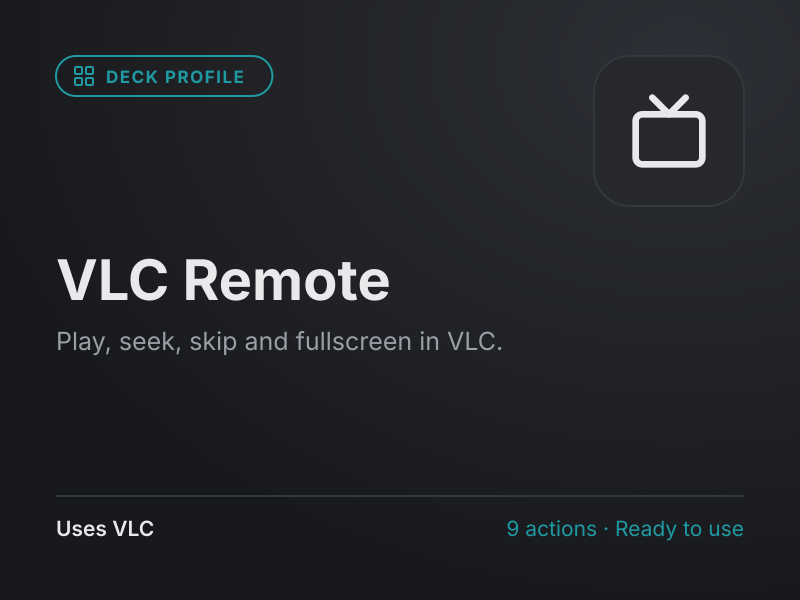 DECK PROFILE
VLC Remote
Play, seek, skip and fullscreen in VLC.
Uses VLC
9 actions · Ready to use